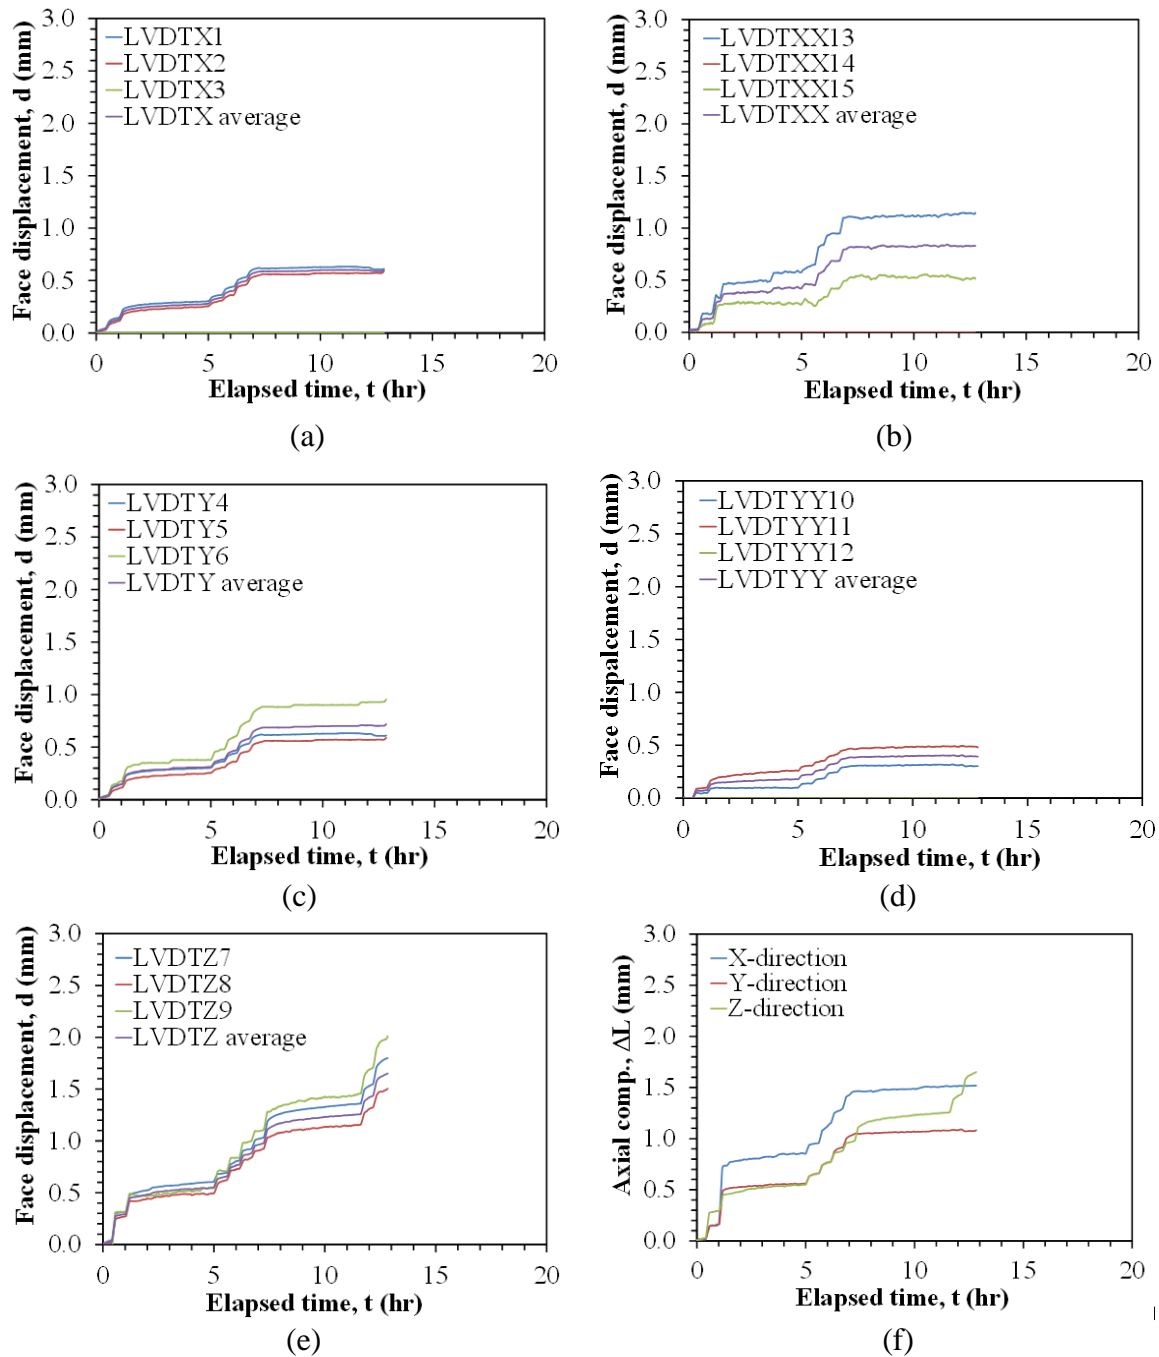 Face displacement, d (mm)
3.0
2.5
2.0
1.5
1.0
0.5
0.0
LVDTX1
LVDTX2
LVDTX3
LVDTX average
0 5 10 15 20
Elapsed time, t (hr)
(a)
Face displacement, d (mm)
3.0
2.5
2.0
1.5
1.0
0.5
0.0
LVDTXX13
LVDTXX14
LVDTXX15
LVDTXX average
0 5 10 15 20
Elapsed time, t (hr)
(b)
Face displacement, d (mm)
3.0
2.5
2.0
1.5
1.0
0.5
0.0
LVDTY4
LVDTY5
LVDTY6
LVDTY average
0 5 10 15 20
Elapsed time, t (hr)
(c)
Face dispalcement, d (mm)
3.0
2.5
2.0
1.5
1.0
0.5
0.0
LVDTYY10
LVDTYY11
LVDTYY12
LVDTYY average
0 5 10 15 20
Elapsed time, t (hr)
(d)
Face displacement, d (mm)
3.0
2.5
2.0
1.5
1.0
0.5
0.0
LVDTZ7
LVDTZ8
LVDTZ9
LVDTZ average
0 5 10 15 20
Elapsed time, t (hr)
(e)
Axial comp., ΔL (mm)
3.0
2.5
2.0
1.5
1.0
0.5
0.0
X-direction
Y-direction
Z-direction
0 5 10 15 20
Elapsed time, t (hr)
(f)